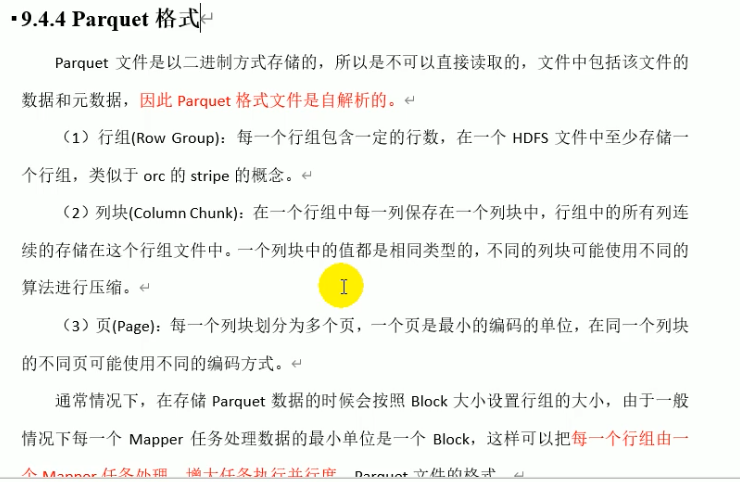 ▪9.4.4 Parquet 格式↵
Parquet 文件是以二进制方式存储的，所以是不可以直接读取的，文件中包括该文件的
数据和元数据，因此 Parquet 格式文件是自解析的。↵
（1）行组(Row Group)：每一个行组包含一定的行数，在一个 HDFS 文件中至少存储一
个行组，类似于 orc 的 stripe 的概念。↵
（2）列块(Column Chunk)：在一个行组中每一列保存在一个列块中，行组中的所有列连
续的存储在这个行组文件中。一个列块中的值都是相同类型的，不同的列块可能使用不同的
算法进行压缩。↵
（3）页(Page)：每一个列块划分为多个页，一个页是最小的编码的单位，在同一个列块
的不同页可能使用不同的编码方式。↵
通常情况下，在存储 Parquet 数据的时候会按照 Block 大小设置行组的大小，由于一般
情况下每一个 Mapper 任务处理数据的最小单位是一个 Block，这样可以把每一个行组由一
个 Mapper 任务处理，增大任务执行并行度。Parquet 文件的格式。↵